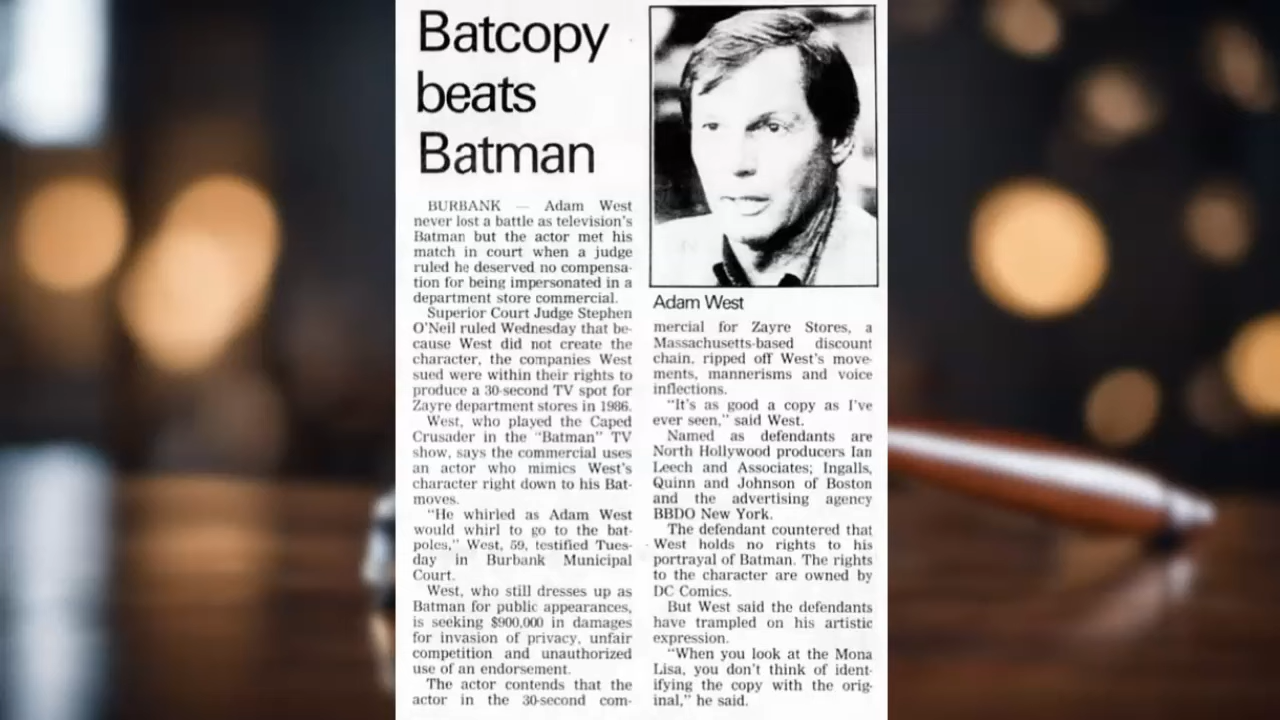 Batcopy
beats
Batman
BURBANK — Adam West
never lost a battle as television's
Batman but the actor met his
match in court when a judge
ruled he deserved no compensa-
tion for being impersonated in a
department store commercial.
Superior Court Judge Stephen
O'Neil ruled Wednesday that be-
cause West did not create the
character, the companies West
sued were within their rights to
produce a 30-second TV spot for
Zayre department stores in 1986.
West, who played the Caped
Crusader in the "Batman" TV
show, says the commercial uses
an actor who mimics West's
character right down to his Bat-
moves.
"He whirled as Adam West
would whirl to go to the bat-
poles," West, 59, testified Tues-
day in Burbank Municipal
Court.
West, who still dresses up as
Batman for public appearances,
is seeking $900,000 in damages
for invasion of privacy, unfair
competition and unauthorized
use of an endorsement.
The actor contends that the
actor in the 30-second com-
Adam West
mercial for Zayre Stores, a
Massachusetts-based discount
chain, ripped off West's move-
ments, mannerisms and voice
inflections.
"It's as good a copy as I've
ever seen," said West.
Named as defendants are
North Hollywood producers Ian
Leech and Associates; Ingalls,
Quinn and Johnson of Boston
and the advertising agency
BBDO New York.
The defendant countered that
West holds no rights to his
portrayal of Batman. The rights
to the character are owned by
DC Comics.
But West said the defendants
have trampled on his artistic
expression.
"When you look at the Mona
Lisa, you don't think of ident-
ifying the copy with the orig-
inal," he said.